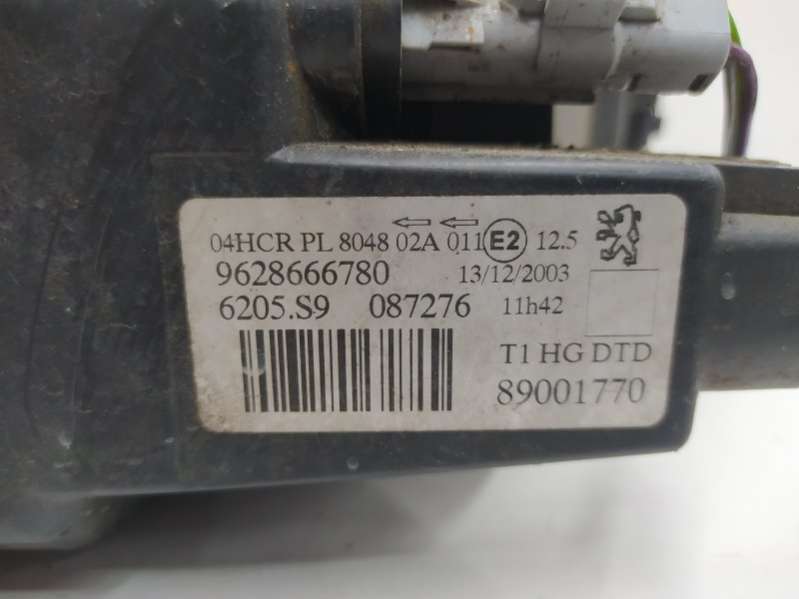 04HCR PL 8048 02A 011 E2 12.5
9628666780 13/12/2003
6205.S9 087276 11h42
T1 HG DTD
89001770